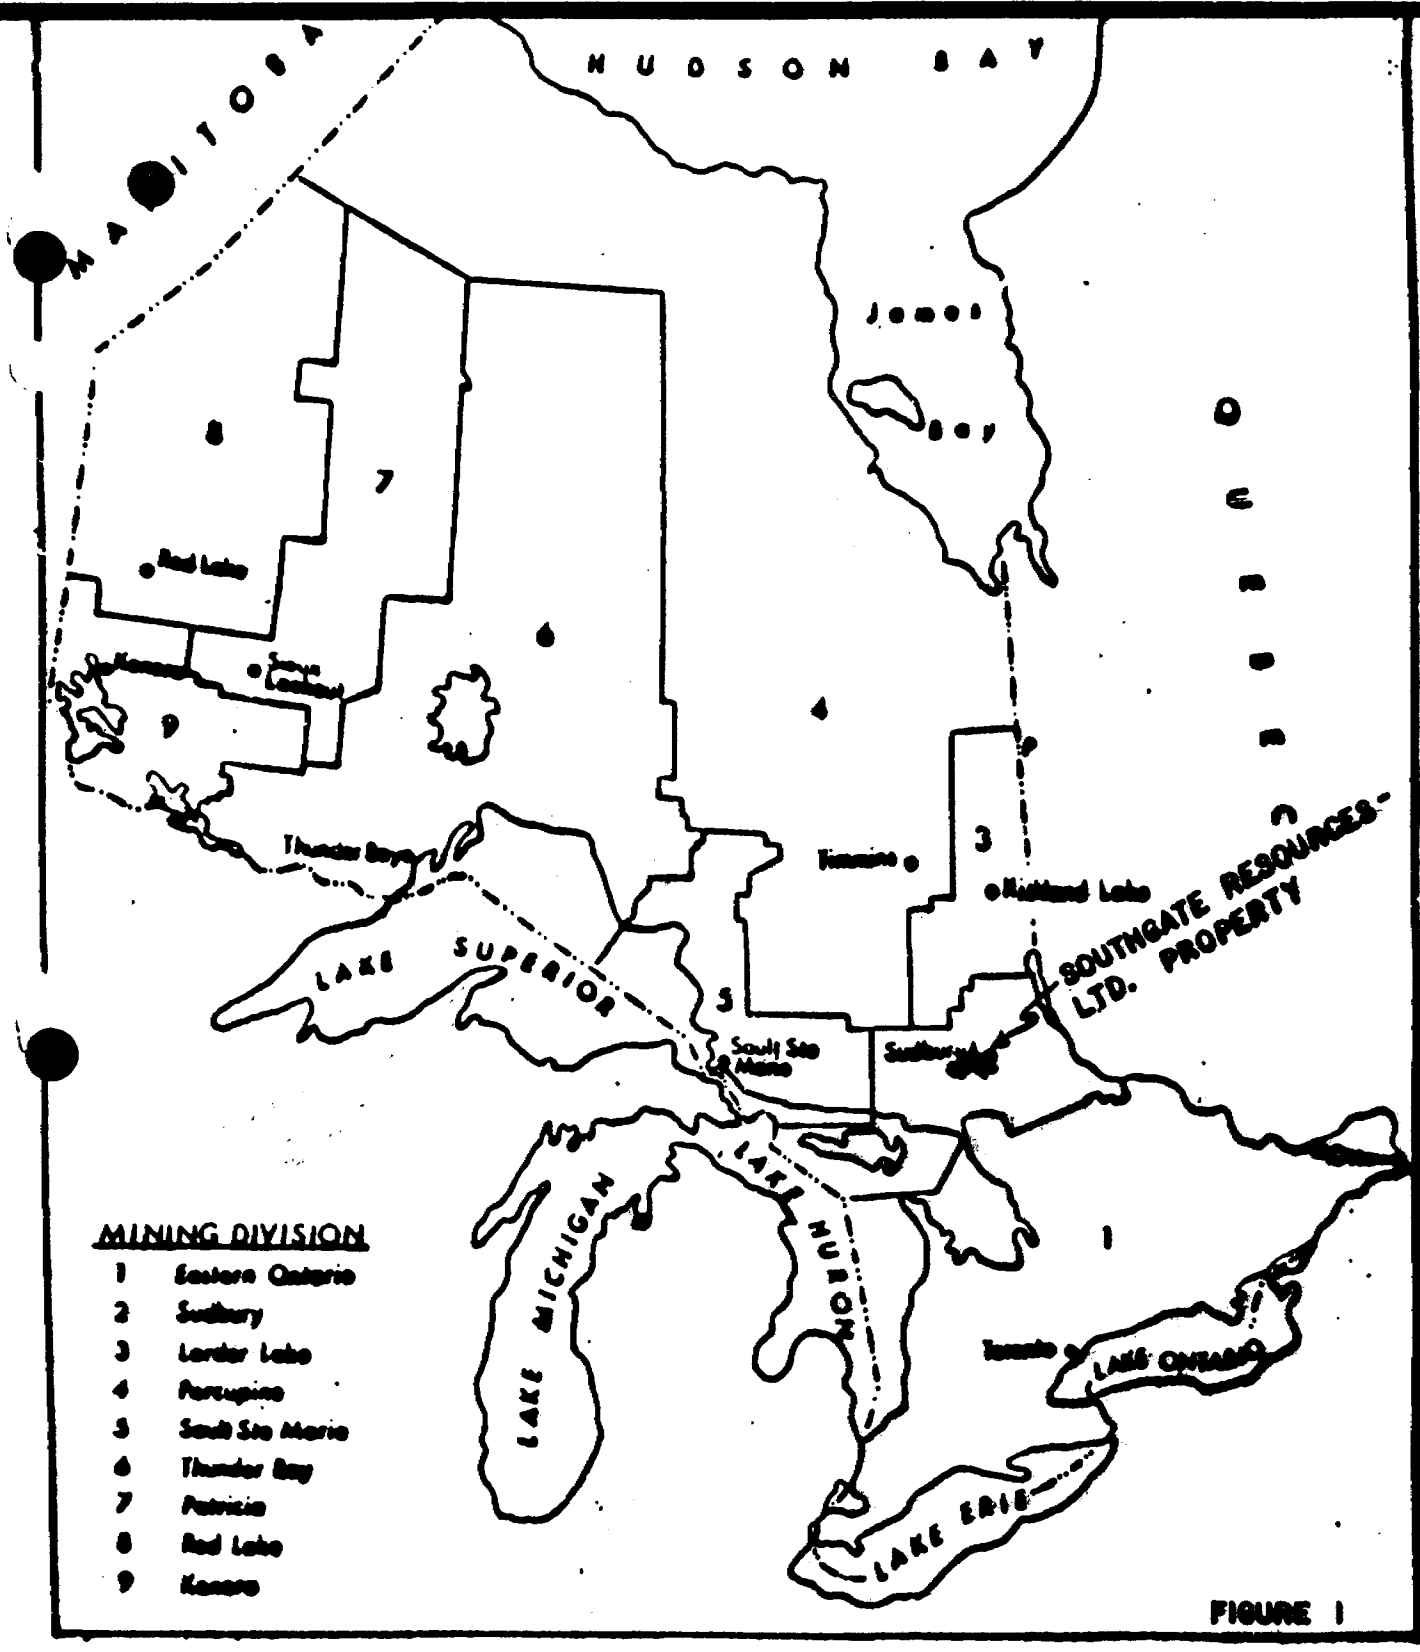 HUDSON BAY
MANITOBA
James
Bay
QUEBEC
8
7
Red Lake
6
Kenora
Sioux
Lookout
9
4
3
Thunder Bay
Timmins
Kirkland Lake
SOUTHGATE RESOURCES-
LTD. PROPERTY
LAKE SUPERIOR
5
Sault Ste
Marie
Sudbury
LAKE MICHIGAN
LAKE HURON
1
Toronto
LAKE ONTARIO
LAKE ERIE
MINING DIVISION
1 Eastern Ontario
2 Sudbury
3 Larder Lake
4 Porcupine
5 Sault Ste Marie
6 Thunder Bay
7 Patricia
8 Red Lake
9 Kenora
FIGURE 1